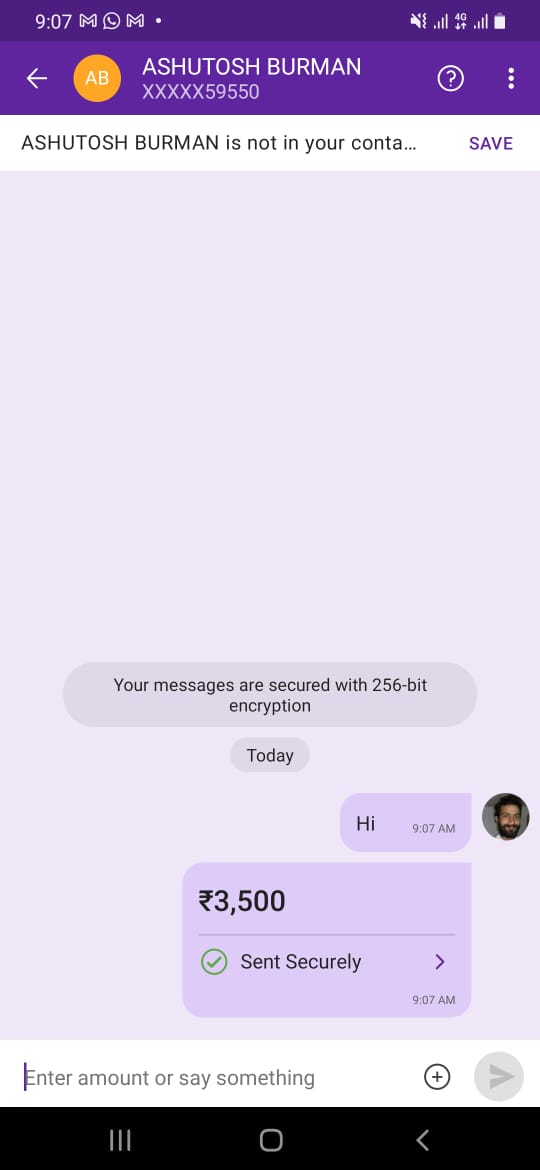 9:07
4G
AB
ASHUTOSH BURMAN
XXXXX59550
ASHUTOSH BURMAN is not in your conta...
SAVE
Your messages are secured with 256-bit
encryption
Today
Hi
9:07 AM
₹3,500
Sent Securely
9:07 AM
Enter amount or say something